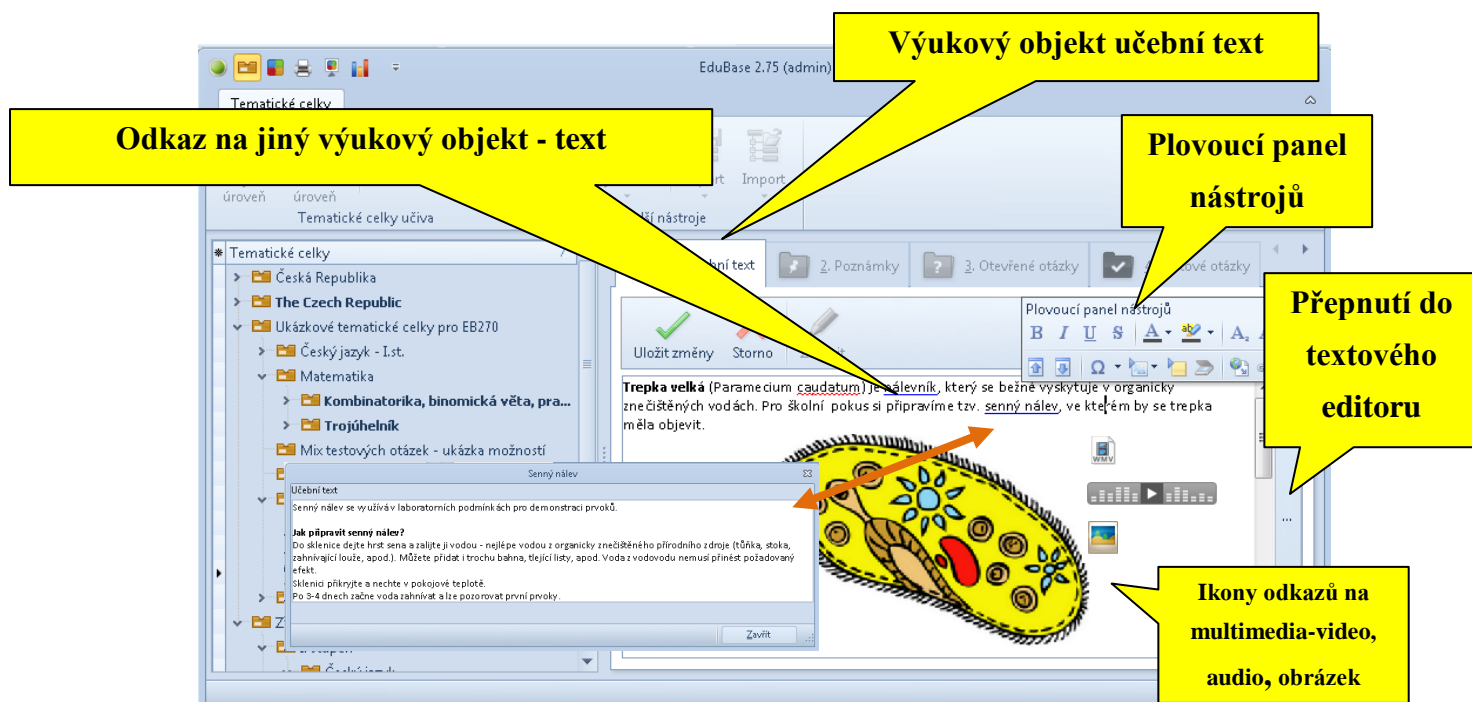 Výukový objekt učební text
EduBase 2.75 (admin)
Tematické celky
Odkaz na jiný výukový objekt - text
Plovoucí panel
nástrojů
Import
úroveň úroveň
Tematické celky učiva
nástroje
Tematické celky
text 2. Poznámky 3. Otevřené otázky otázky
Česká Republika
The Czech Republic
Ukázkové tematické celky pro EB270
Český jazyk - I.st.
Matematika
Kombinatorika, binomická věta, pra...
Trojúhelník
Mix testových otázek - ukázka možností
Přepnutí do
textového
editoru
Plovoucí panel nástrojů
B I U S A A
Uložit změny Storno
Trepka velká (Paramecium caudatum) je nálevník, který se bežně vyskytuje v organicky
znečištěných vodách. Pro školní pokus si připravíme tzv. senný nálev, ve kterém by se trepka
měla objevit.
WMV
Senný nálev
Učební text
Senný nálev se využívá v laboratorních podmínkách pro demonstraci prvoků.
Jak připravit senný nálev?
Do sklenice dejte hrst sena a zalijte ji vodou - nejlépe vodou z organicky znečištěného přírodního zdroje (tůňka, stoka,
zahnívající louže, apod.). Můžete přidat i trochu bahna, tlející listy, apod. Voda z vodovodu nemusí přinést požadovaný
efekt.
Sklenici přikryjte a nechte v pokojové teplotě.
Po 3-4 dnech začne voda zahnívat a lze pozorovat první prvoky.
Zavřít
Český jazyk
Ikony odkazů na
multimedia-video,
audio, obrázek